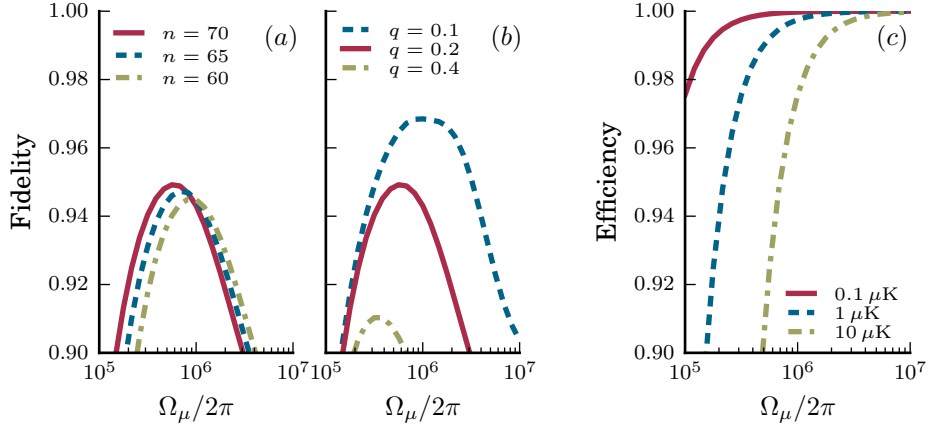 Fidelity
1.00
0.98
0.96
0.94
0.92
0.90
n = 70
n = 65
n = 60
(a)
10^5
10^6
10^7
Ω_μ/2π
q = 0.1
q = 0.2
q = 0.4
(b)
10^5
10^6
10^7
Ω_μ/2π
Efficiency
1.00
0.98
0.96
0.94
0.92
0.90
(c)
0.1 μK
1 μK
10 μK
10^5
10^6
10^7
Ω_μ/2π